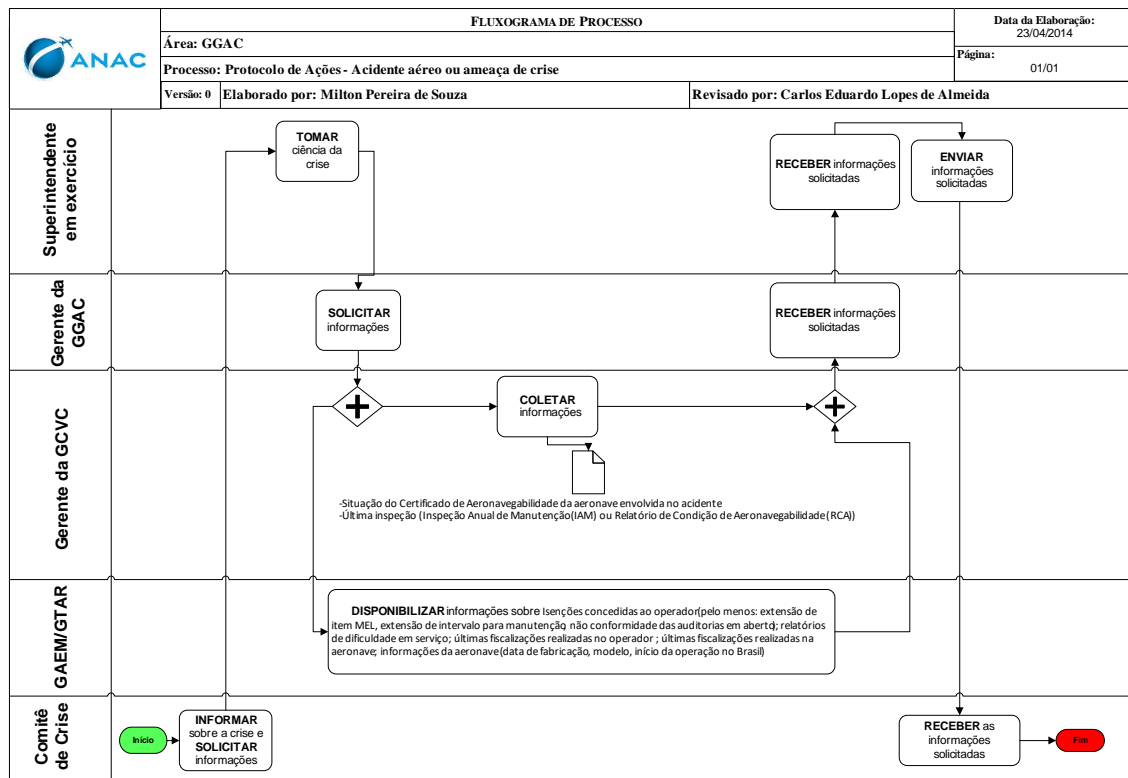 ANAC
FLUXOGRAMA DE PROCESSO
Data da Elaboração:
23/04/2014
Área: GGAC
Página:
01/01
Processo: Protocolo de Ações - Acidente aéreo ou ameaça de crise
Versão: 0
Elaborado por: Milton Pereira de Souza
Revisado por: Carlos Eduardo Lopes de Almeida
Superintendente
em exercício
TOMAR
ciência da
crise
RECEBER informações
solicitadas
ENVIAR
informações
solicitadas
Gerente da
GGAC
SOLICITAR
informações
RECEBER informações
solicitadas
Gerente da GCVC
COLETAR
informações
-Situação do Certificado de Aeronavegabilidade da aeronave envolvida no acidente
-Última inspeção (Inspeção Anual de Manutenção(IAM) ou Relatório de Condição de Aeronavegabilidade(RCA))
GAEM/GTAR
DISPONIBILIZAR informações sobre Isenções concedidas ao operador(pelo menos: extensão de
item MEL, extensão de intervalo para manutenção, não conformidade das auditorias em aberto); relatórios
de dificuldade em serviço; últimas fiscalizações realizadas no operador ; últimas fiscalizações realizadas na
aeronave; informações da aeronave(data de fabricação, modelo, início da operação no Brasil)
Comitê
de Crise
Início
INFORMAR
sobre a crise e
SOLICITAR
informações
RECEBER as
informações
solicitadas
Fim